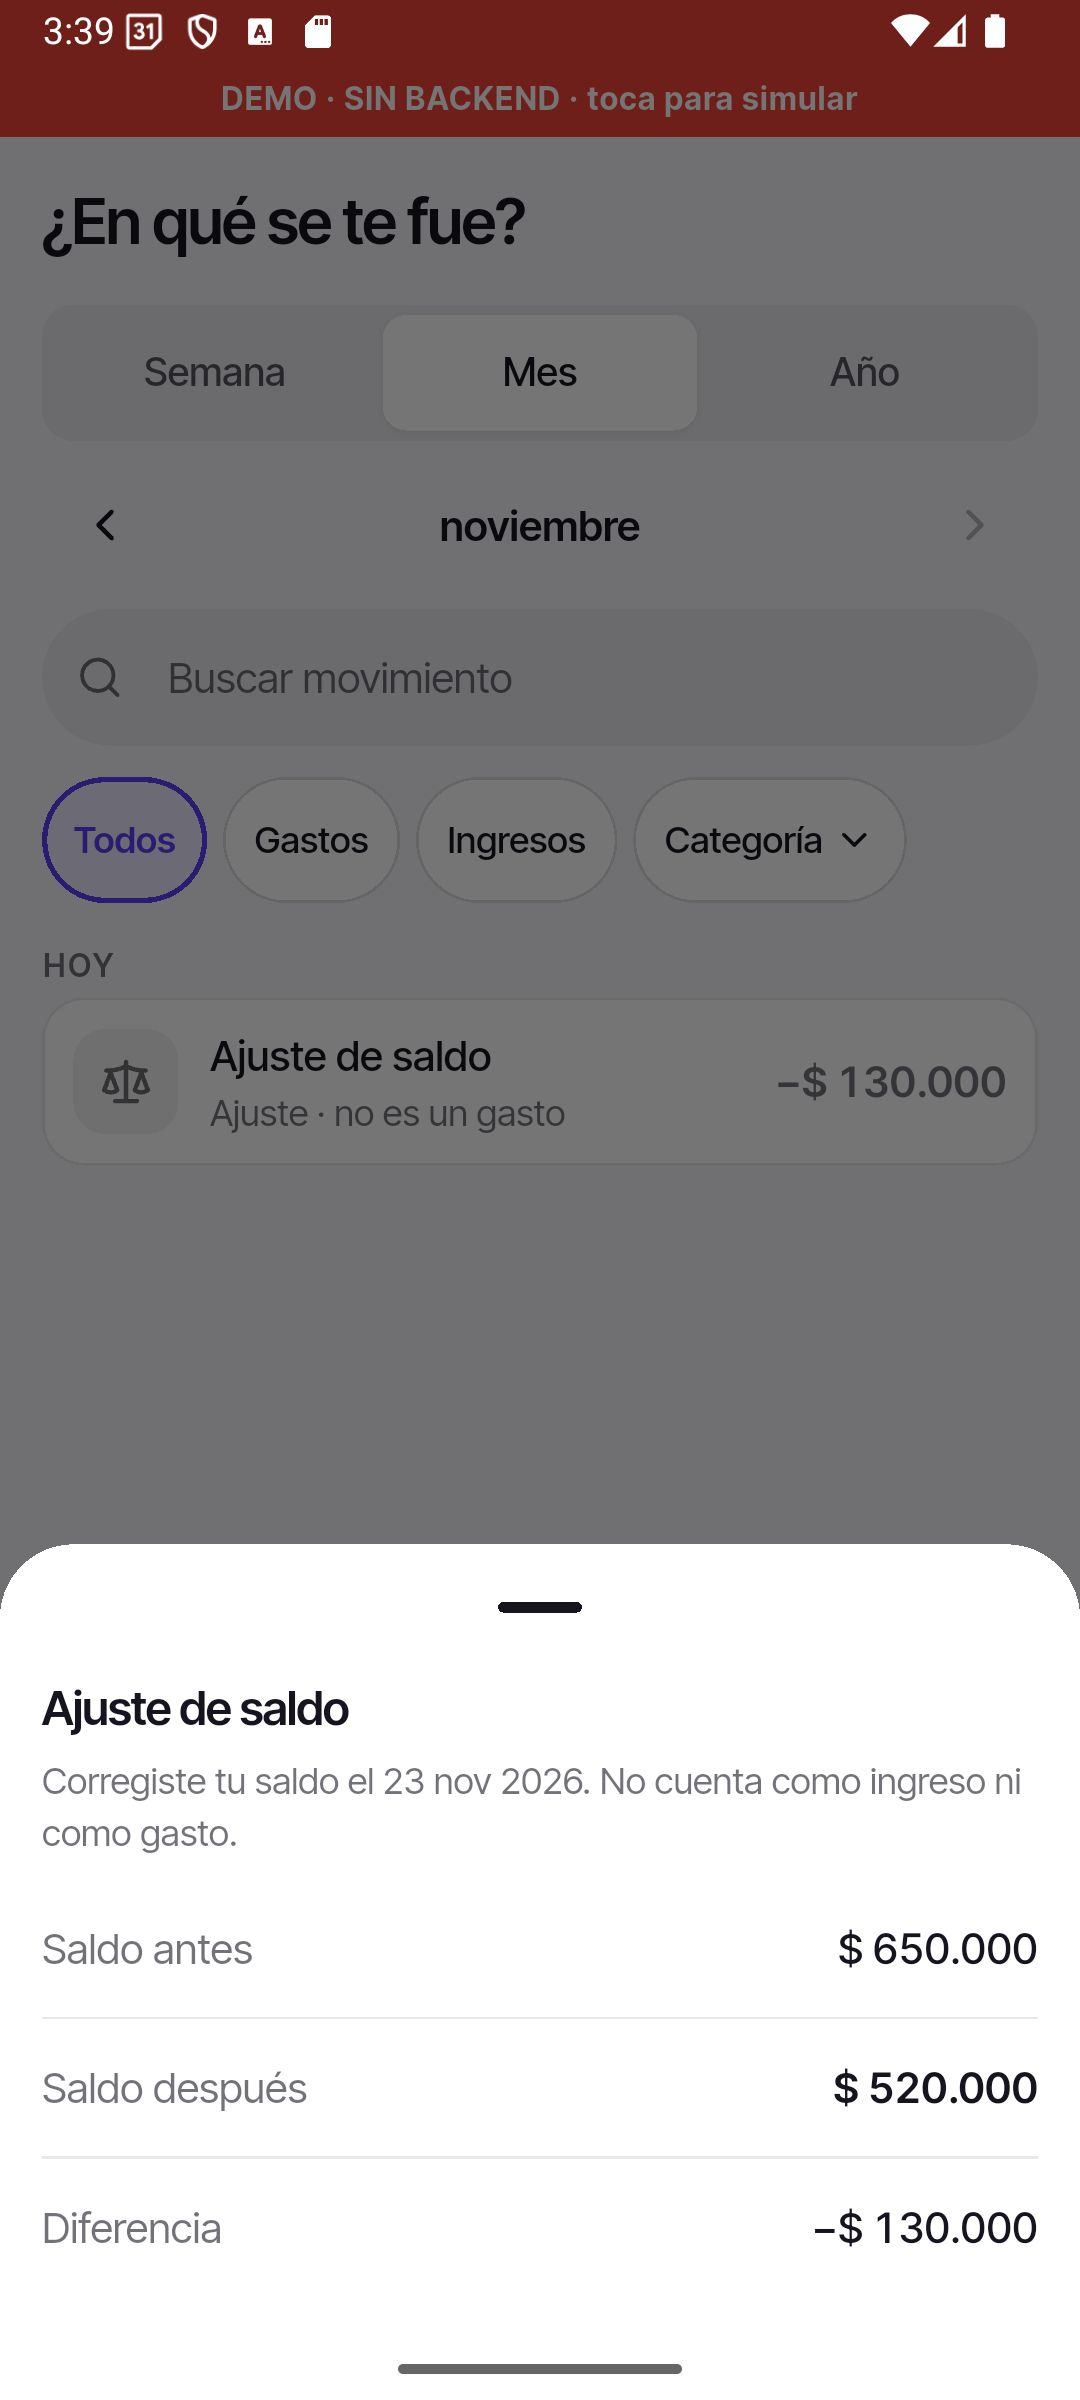 3:39
31
A
DEMO · SIN BACKEND · toca para simular
¿En qué se te fue?
Semana
Mes
Año
noviembre
Buscar movimiento
Todos
Gastos
Ingresos
Categoría
HOY
Ajuste de saldo
Ajuste · no es un gasto
−$ 130.000
Ajuste de saldo
Corregiste tu saldo el 23 nov 2026. No cuenta como ingreso ni
como gasto.
Saldo antes
$ 650.000
Saldo después
$ 520.000
Diferencia
−$ 130.000